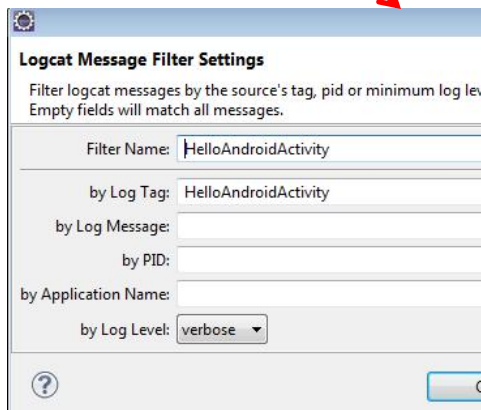 Logcat Message Filter Settings
Filter logcat messages by the source's tag, pid or minimum log lev
Empty fields will match all messages.
Filter Name: HelloAndroidActivity
by Log Tag: HelloAndroidActivity
by Log Message:
by PID:
by Application Name:
by Log Level: verbose
?